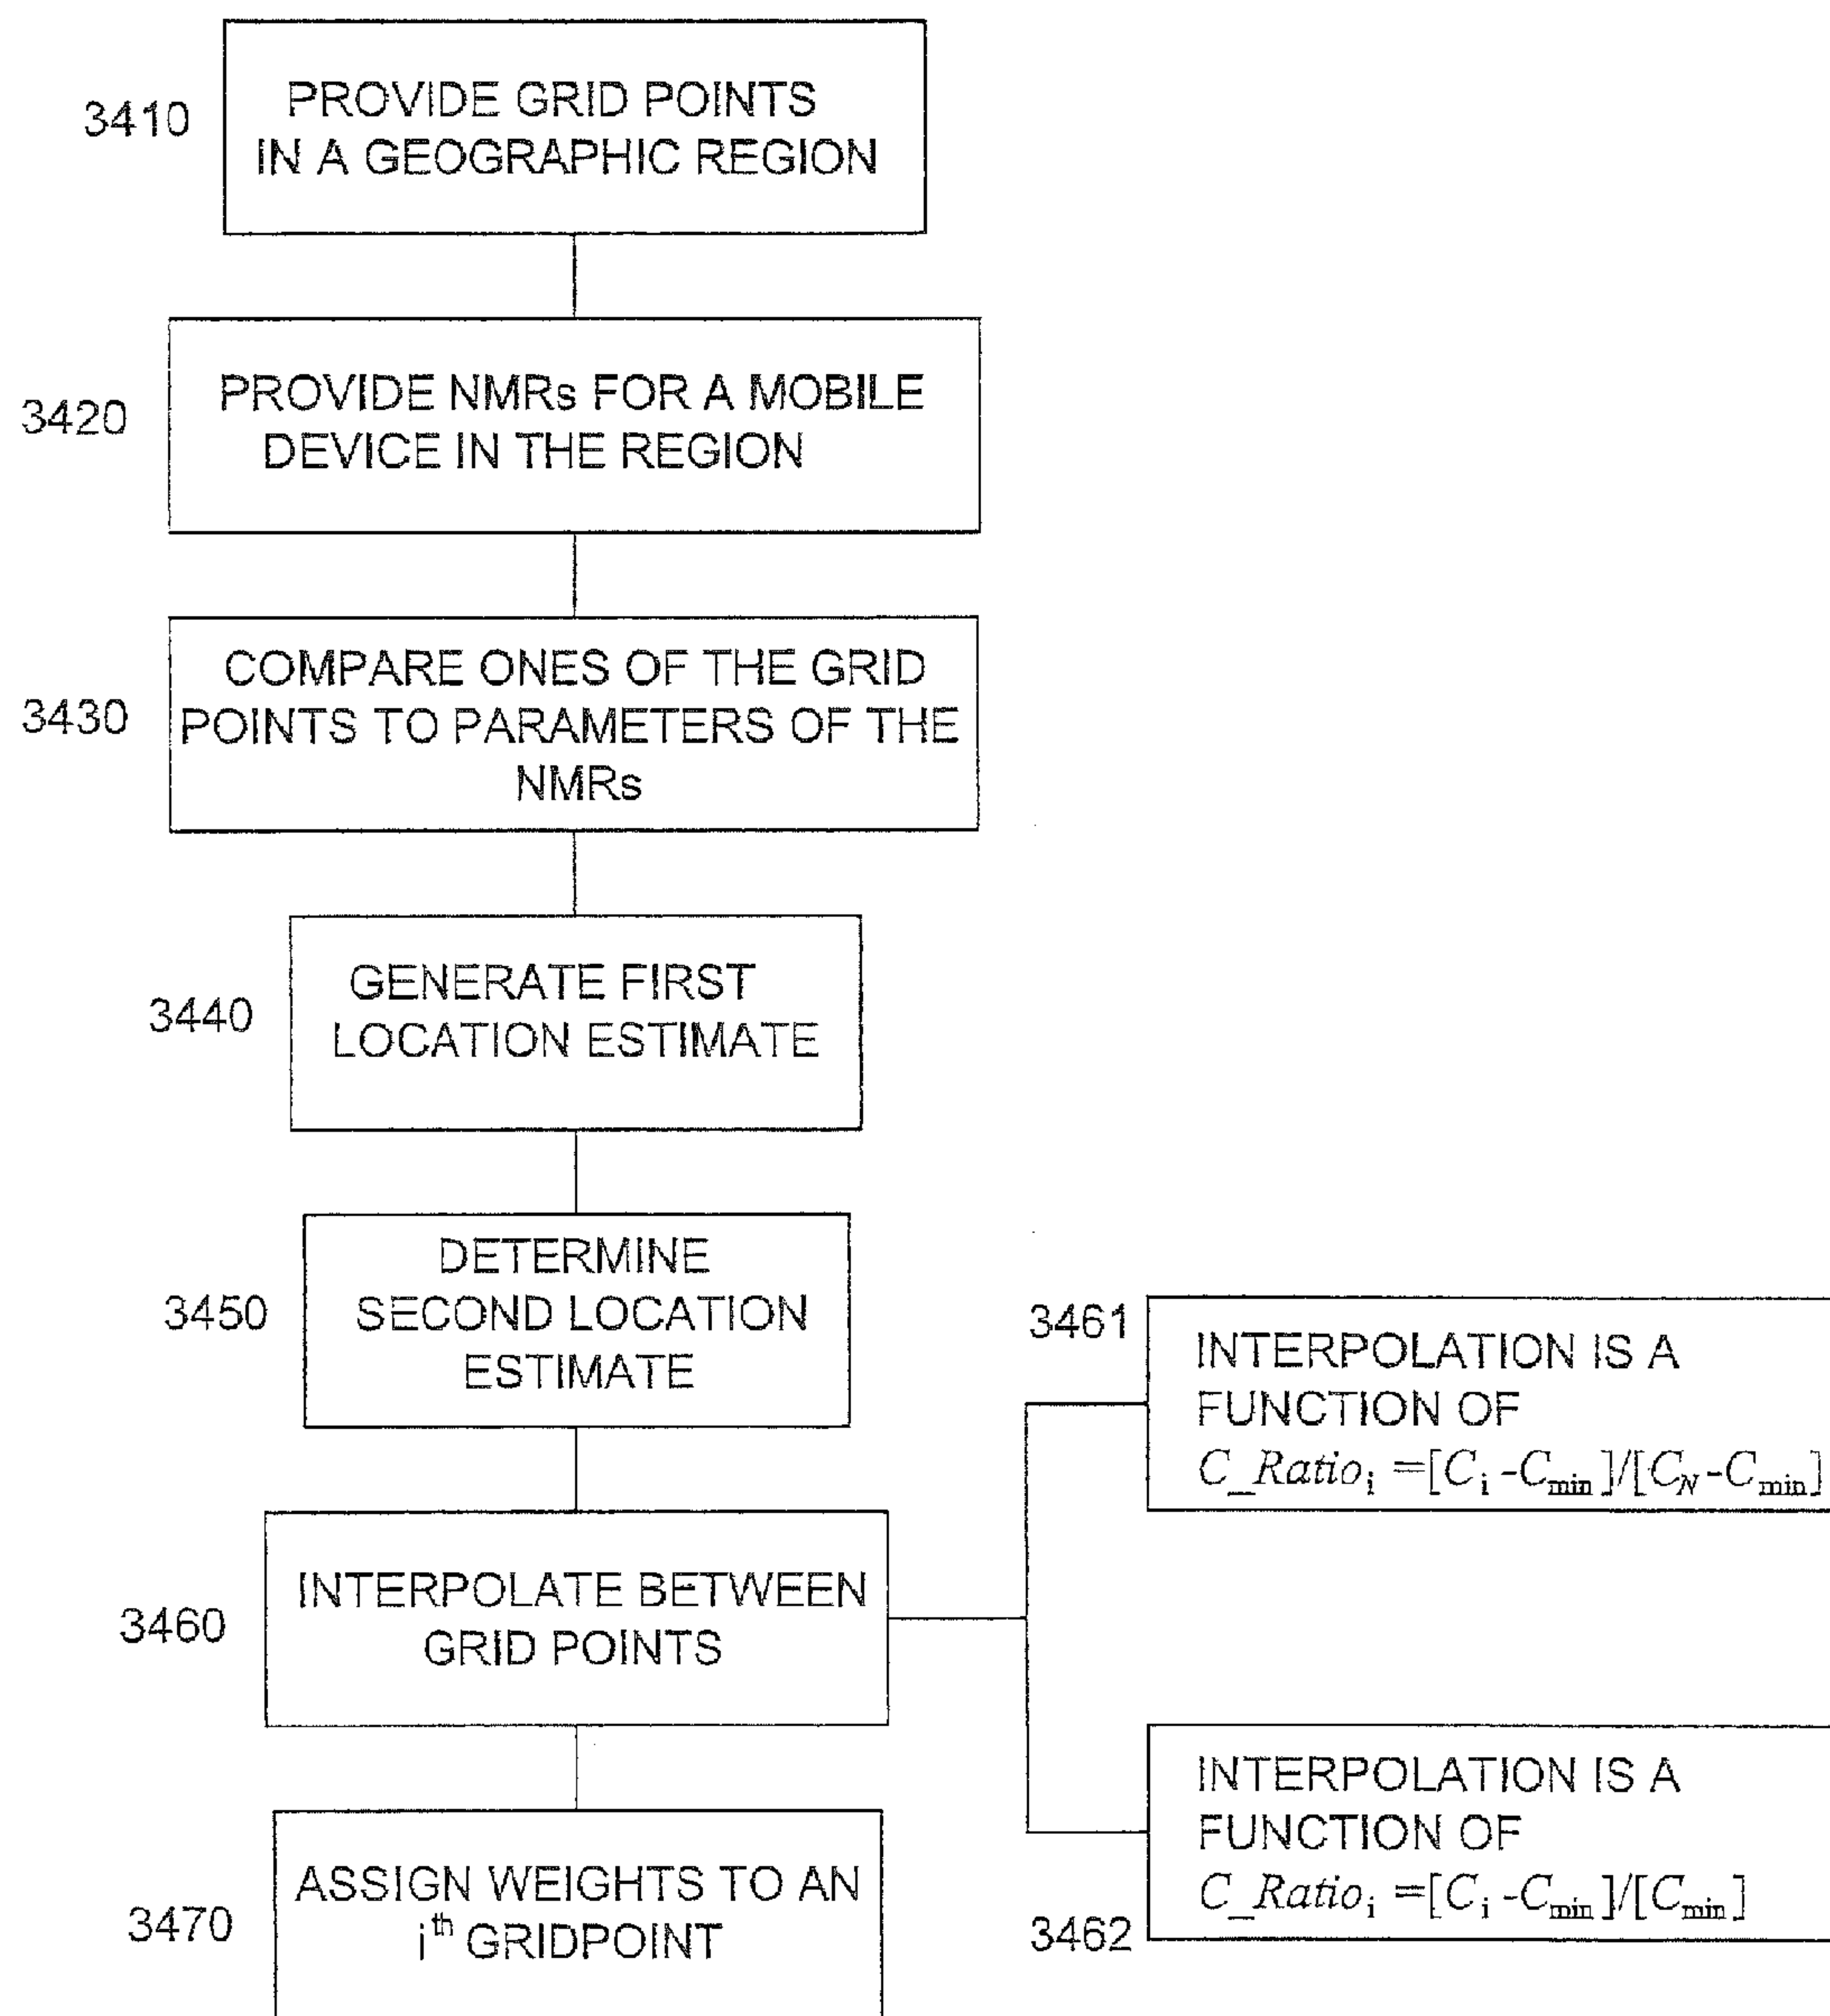 3410
PROVIDE GRID POINTS
IN A GEOGRAPHIC REGION
3420
PROVIDE NMRs FOR A MOBILE
DEVICE IN THE REGION
3430
COMPARE ONES OF THE GRID
POINTS TO PARAMETERS OF THE
NMRs
3440
GENERATE FIRST
LOCATION ESTIMATE
3450
DETERMINE
SECOND LOCATION
ESTIMATE
3460
INTERPOLATE BETWEEN
GRID POINTS
3461
INTERPOLATION IS A
FUNCTION OF
C_Ratio_i =[C_i -C_min]/[C_N -C_min]
3462
INTERPOLATION IS A
FUNCTION OF
C_Ratio_i =[C_i -C_min]/[C_min]
3470
ASSIGN WEIGHTS TO AN
i^th GRIDPOINT